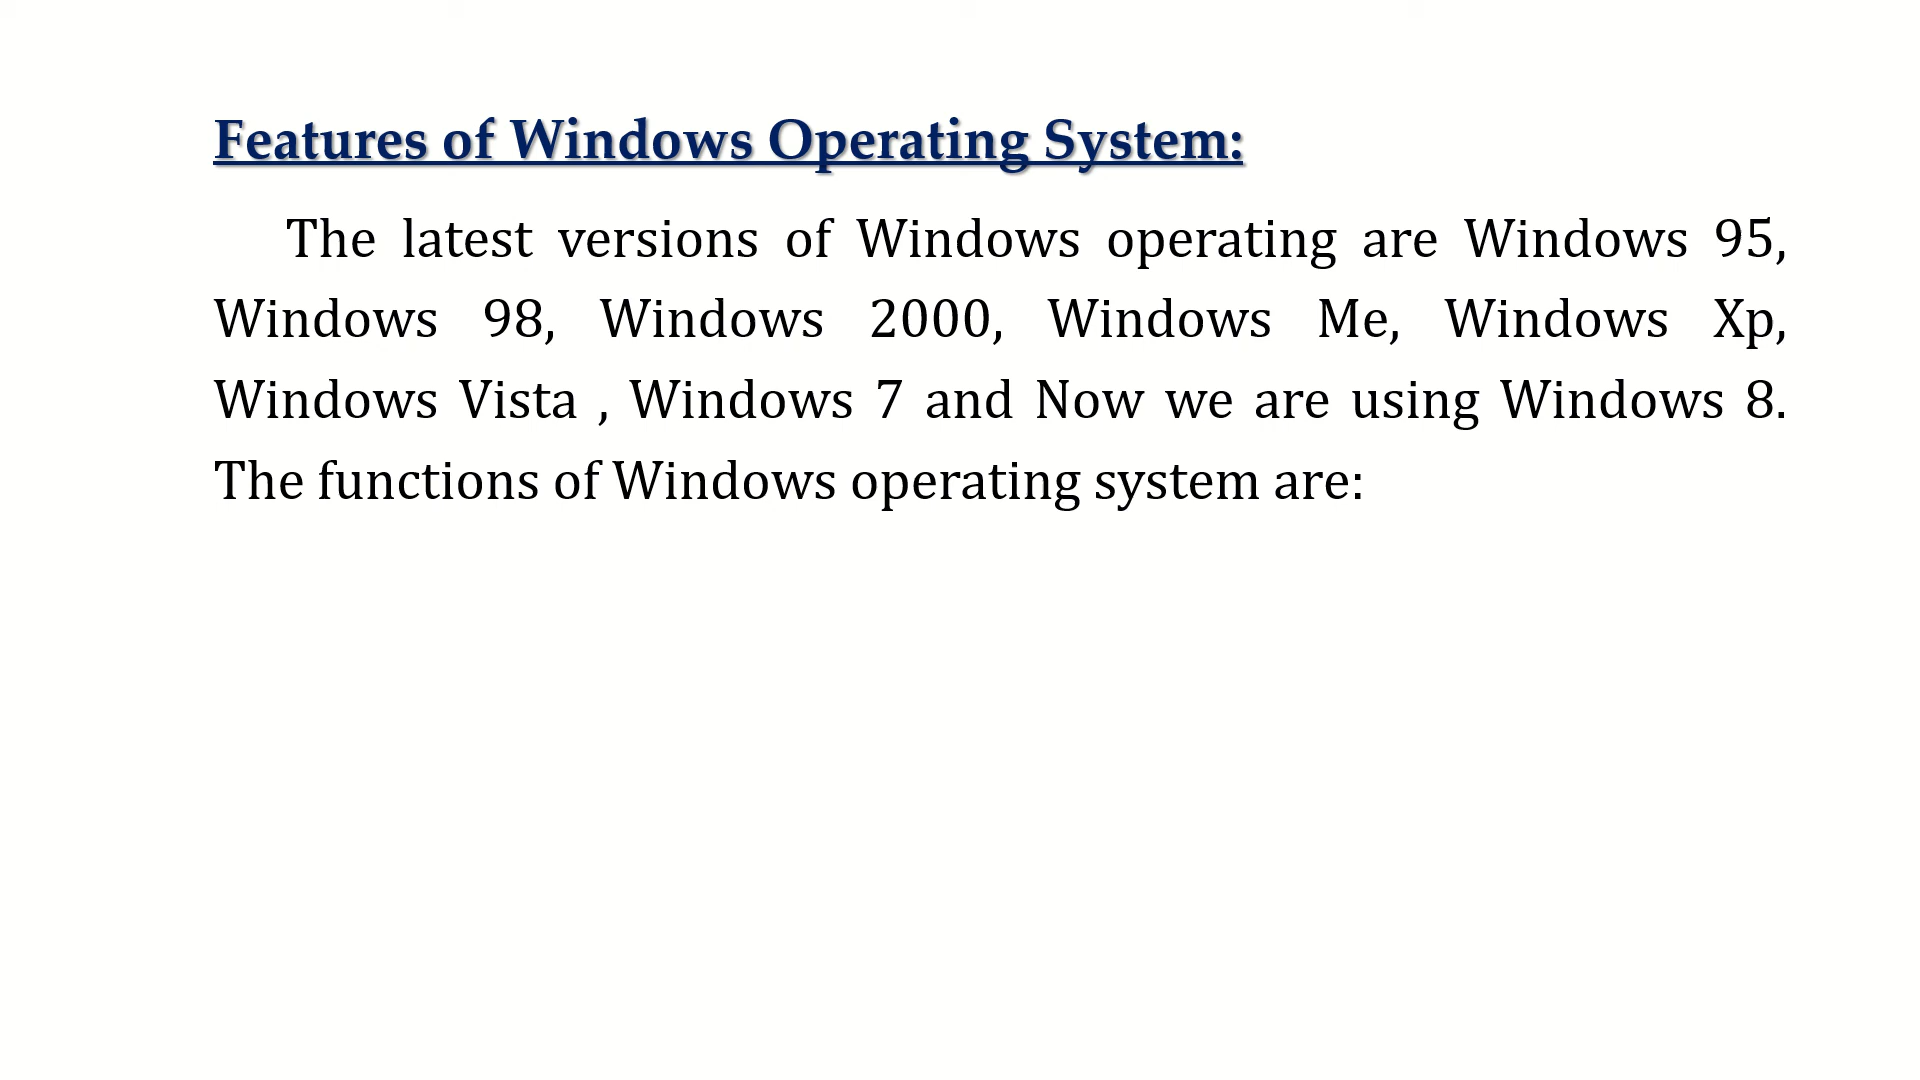 Features of Windows Operating System:
The latest versions of Windows operating are Windows 95,
Windows 98, Windows 2000, Windows Me, Windows Xp,
Windows Vista , Windows 7 and Now we are using Windows 8.
The functions of Windows operating system are: